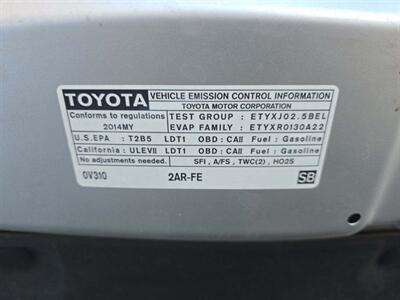 TOYOTA VEHICLE EMISSION CONTROL INFORMATION
TOYOTA MOTOR CORPORATION
Conforms to regulations
2014MY
TEST GROUP : ETYXJ02.5BEL
EVAP FAMILY : ETYXR0130A22
U.S.EPA : T2B5 LDT1 OBD : CAII Fuel : Gasoline
California : ULEVII LDT1 OBD : CAII Fuel : Gasoline
No adjustments needed. SFI , A/FS , TWC(2) , HO2S
0V310 2AR-FE SB